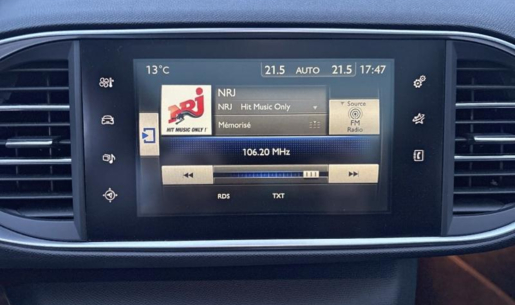 13°C
21.5 AUTO 21.5 17:47
NRJ
HIT MUSIC ONLY !
NRJ
NRJ Hit Music Only
Mémorisé
Source
FM
Radio
106.20 MHz
RDS TXT